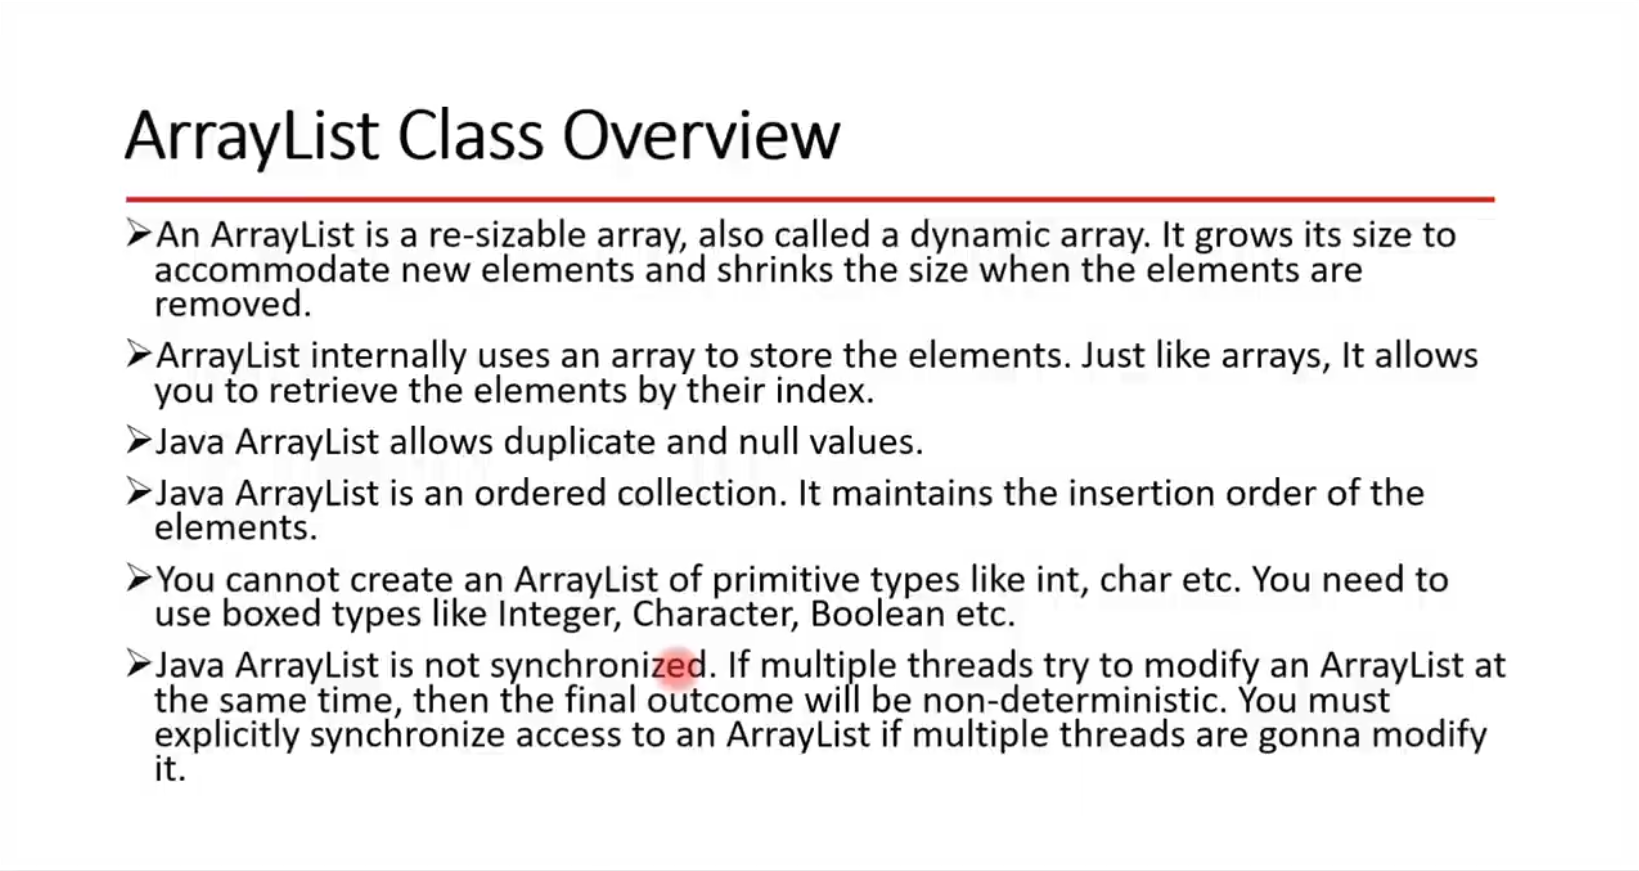 ArrayList Class Overview
➢An ArrayList is a re-sizable array, also called a dynamic array. It grows its size to
accommodate new elements and shrinks the size when the elements are
removed.
➢ArrayList internally uses an array to store the elements. Just like arrays, It allows
you to retrieve the elements by their index.
➢Java ArrayList allows duplicate and null values.
➢Java ArrayList is an ordered collection. It maintains the insertion order of the
elements.
➢You cannot create an ArrayList of primitive types like int, char etc. You need to
use boxed types like Integer, Character, Boolean etc.
➢Java ArrayList is not synchronized. If multiple threads try to modify an ArrayList at
the same time, then the final outcome will be non-deterministic. You must
explicitly synchronize access to an ArrayList if multiple threads are gonna modify
it.